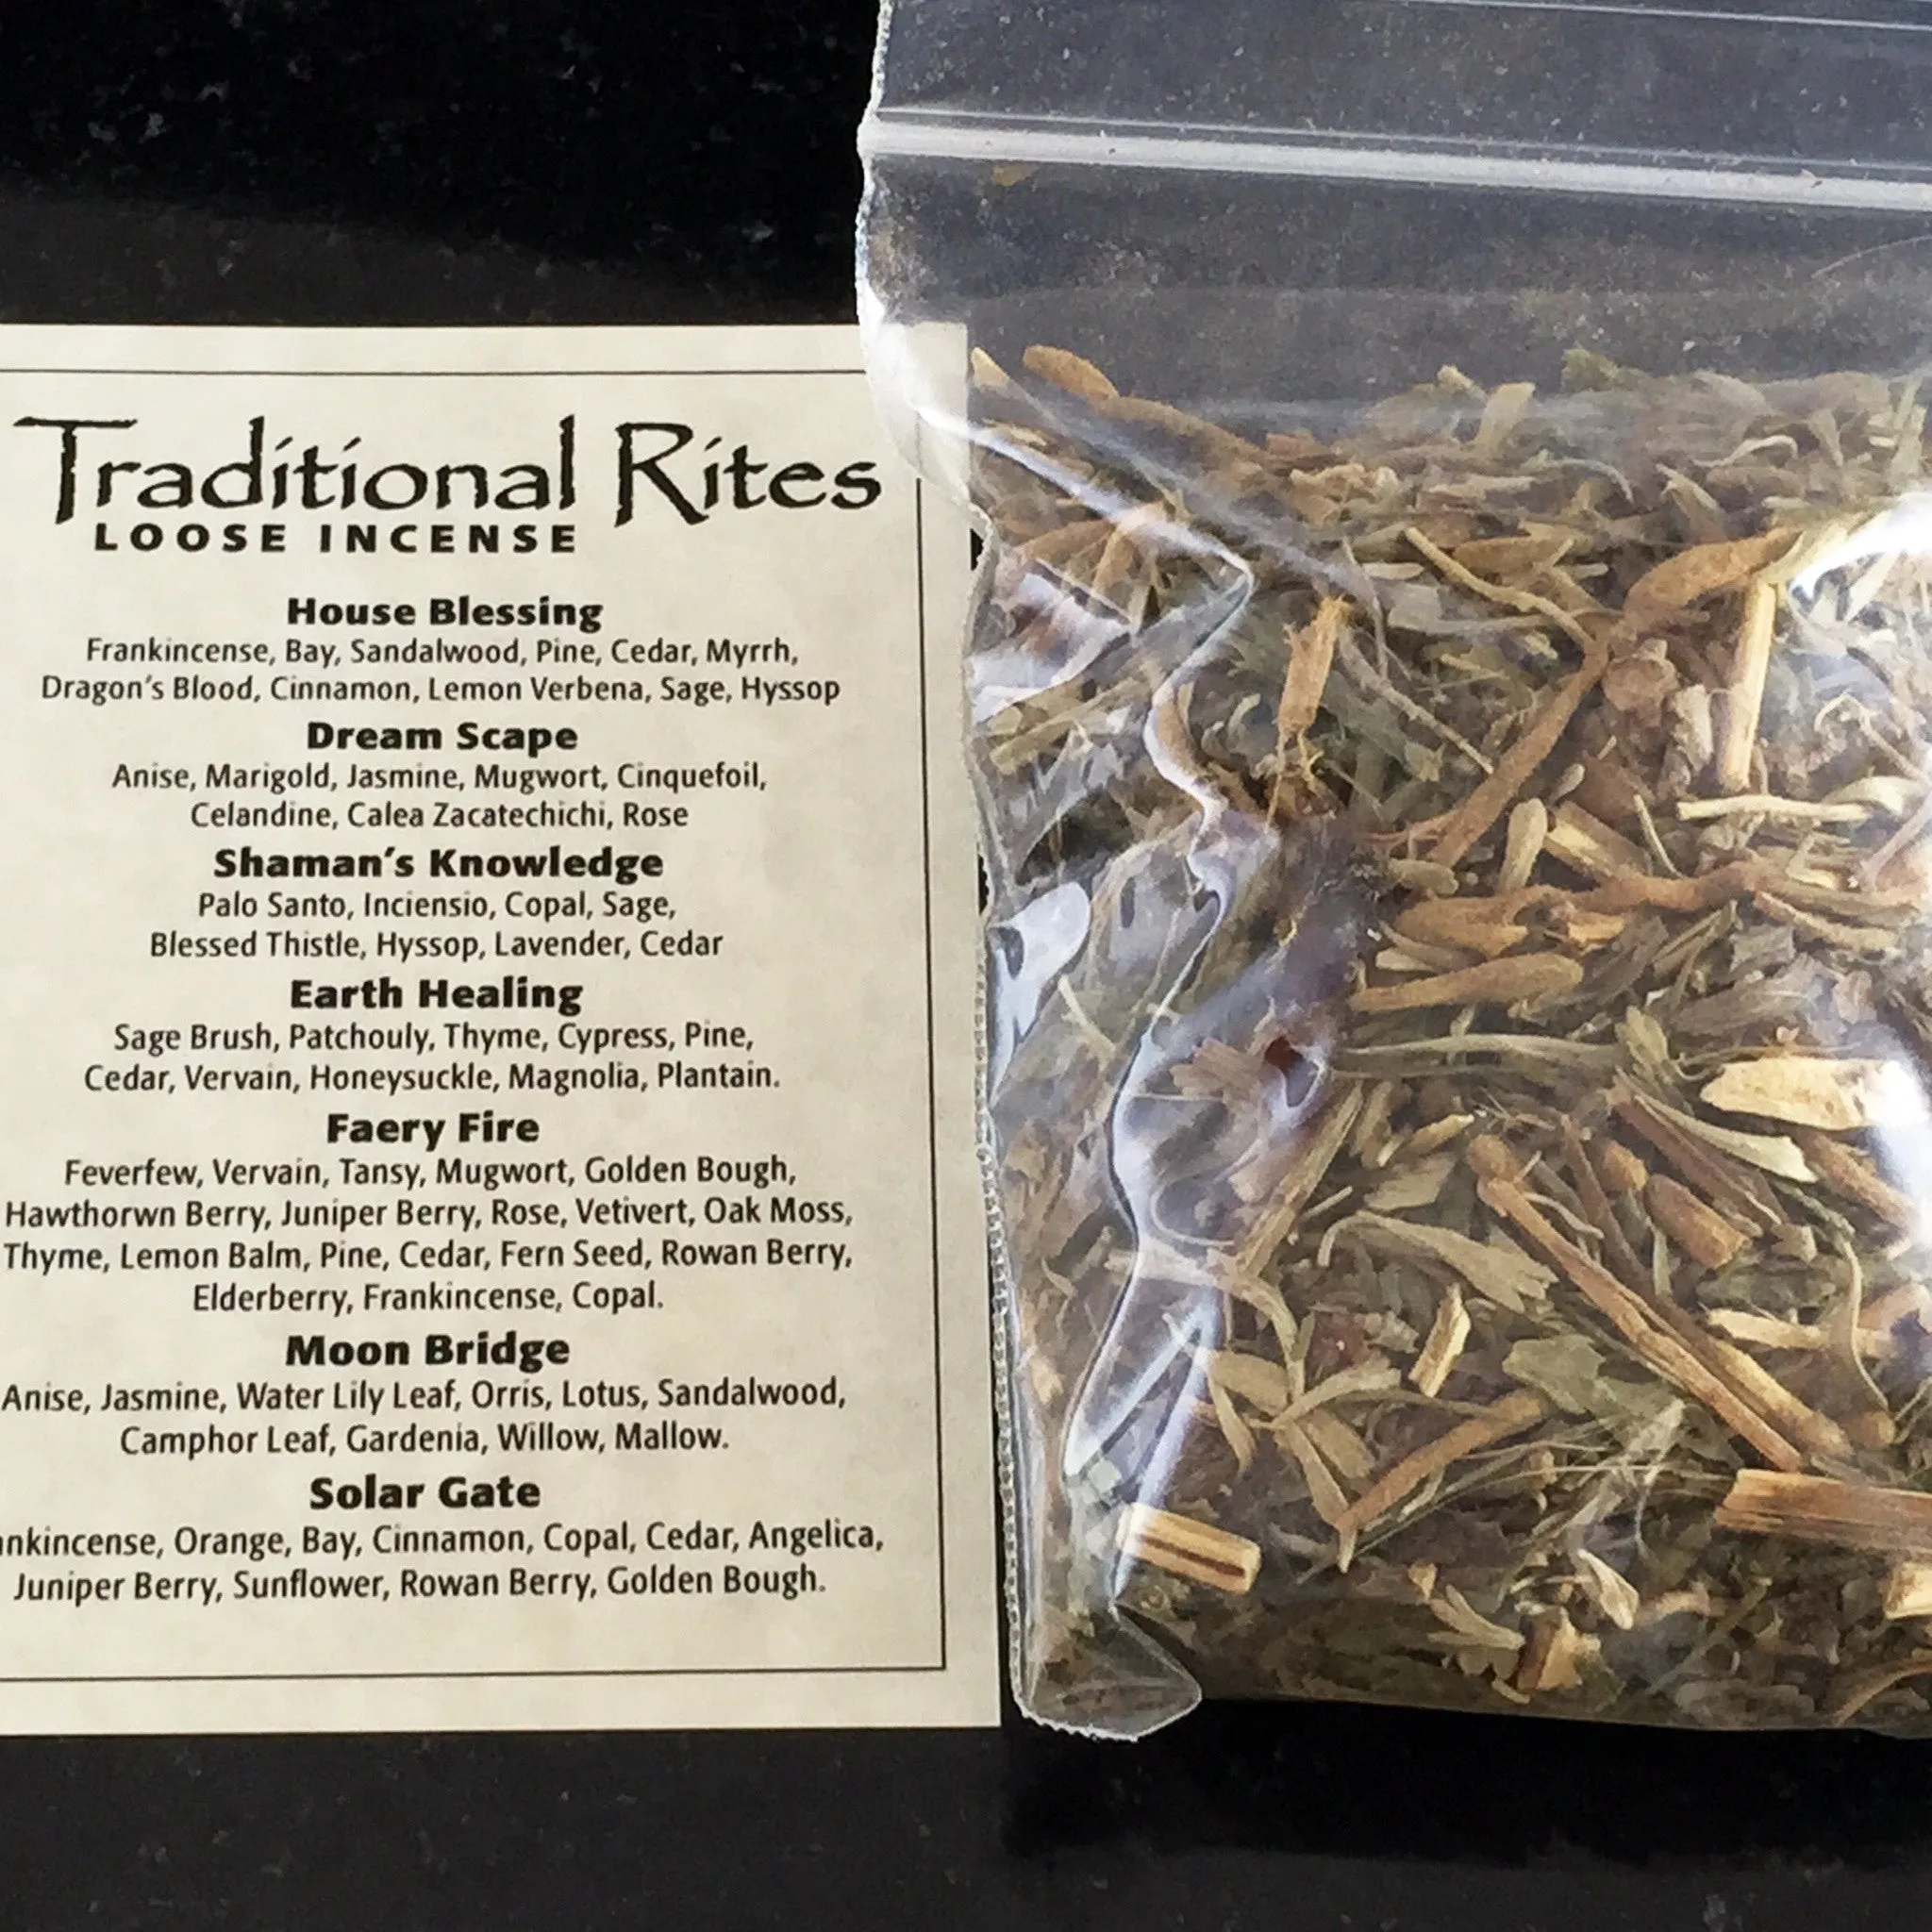 Traditional Rites
LOOSE INCENSE
House Blessing
Frankincense, Bay, Sandalwood, Pine, Cedar, Myrrh,
Dragon's Blood, Cinnamon, Lemon Verbena, Sage, Hyssop
Dream Scape
Anise, Marigold, Jasmine, Mugwort, Cinquefoil,
Celandine, Calea Zacatechichi, Rose
Shaman's Knowledge
Palo Santo, Inciensio, Copal, Sage,
Blessed Thistle, Hyssop, Lavender, Cedar
Earth Healing
Sage Brush, Patchouly, Thyme, Cypress, Pine,
Cedar, Vervain, Honeysuckle, Magnolia, Plantain.
Faery Fire
Feverfew, Vervain, Tansy, Mugwort, Golden Bough,
Hawthorwn Berry, Juniper Berry, Rose, Vetivert, Oak Moss,
Thyme, Lemon Balm, Pine, Cedar, Fern Seed, Rowan Berry,
Elderberry, Frankincense, Copal.
Moon Bridge
Anise, Jasmine, Water Lily Leaf, Orris, Lotus, Sandalwood,
Camphor Leaf, Gardenia, Willow, Mallow.
Solar Gate
nkincense, Orange, Bay, Cinnamon, Copal, Cedar, Angelica,
Juniper Berry, Sunflower, Rowan Berry, Golden Bough.